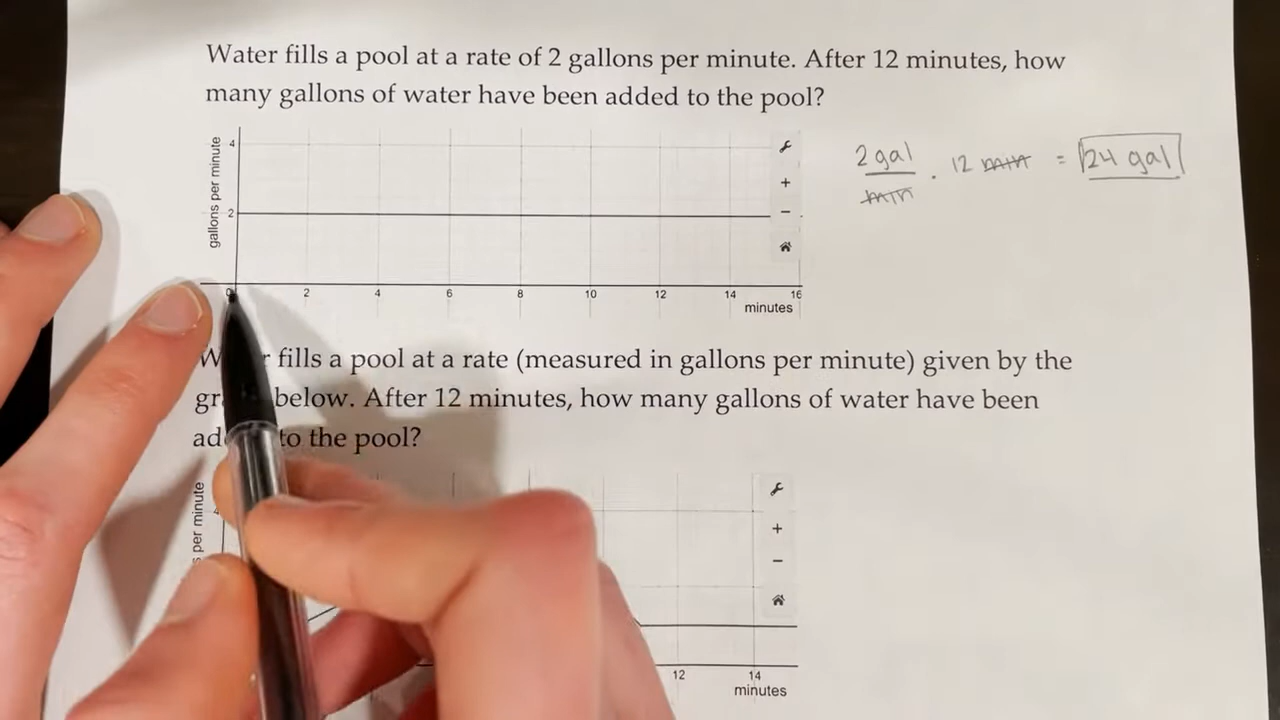 Water fills a pool at a rate of 2 gallons per minute. After 12 minutes, how
many gallons of water have been added to the pool?
gallons per minute
4
2
0 2 4 6 8 10 12 14 16
minutes
2 gal
min
. 12 min = 24 gal
fills a pool at a rate (measured in gallons per minute) given by the
below. After 12 minutes, how many gallons of water have been
to the pool?
per minute
4
12 14
minutes